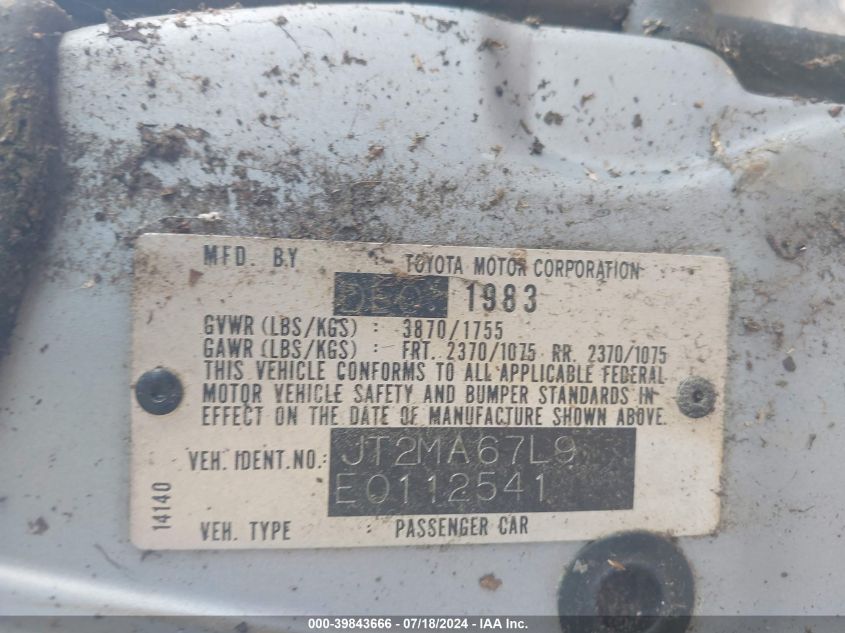 MFD. BY TOYOTA MOTOR CORPORATION
DEC. 1983
GVWR (LBS/KGS) : 3870/1755
GAWR (LBS/KGS) : FRT. 2370/1075 RR. 2370/1075
THIS VEHICLE CONFORMS TO ALL APPLICABLE FEDERAL
MOTOR VEHICLE SAFETY AND BUMPER STANDARDS IN
EFFECT ON THE DATE OF MANUFACTURE SHOWN ABOVE.
VEH. IDENT.NO.: JT2MA67L9
E0112541
14140
VEH. TYPE : PASSENGER CAR
000-39843666 - 07/18/2024 - IAA Inc.